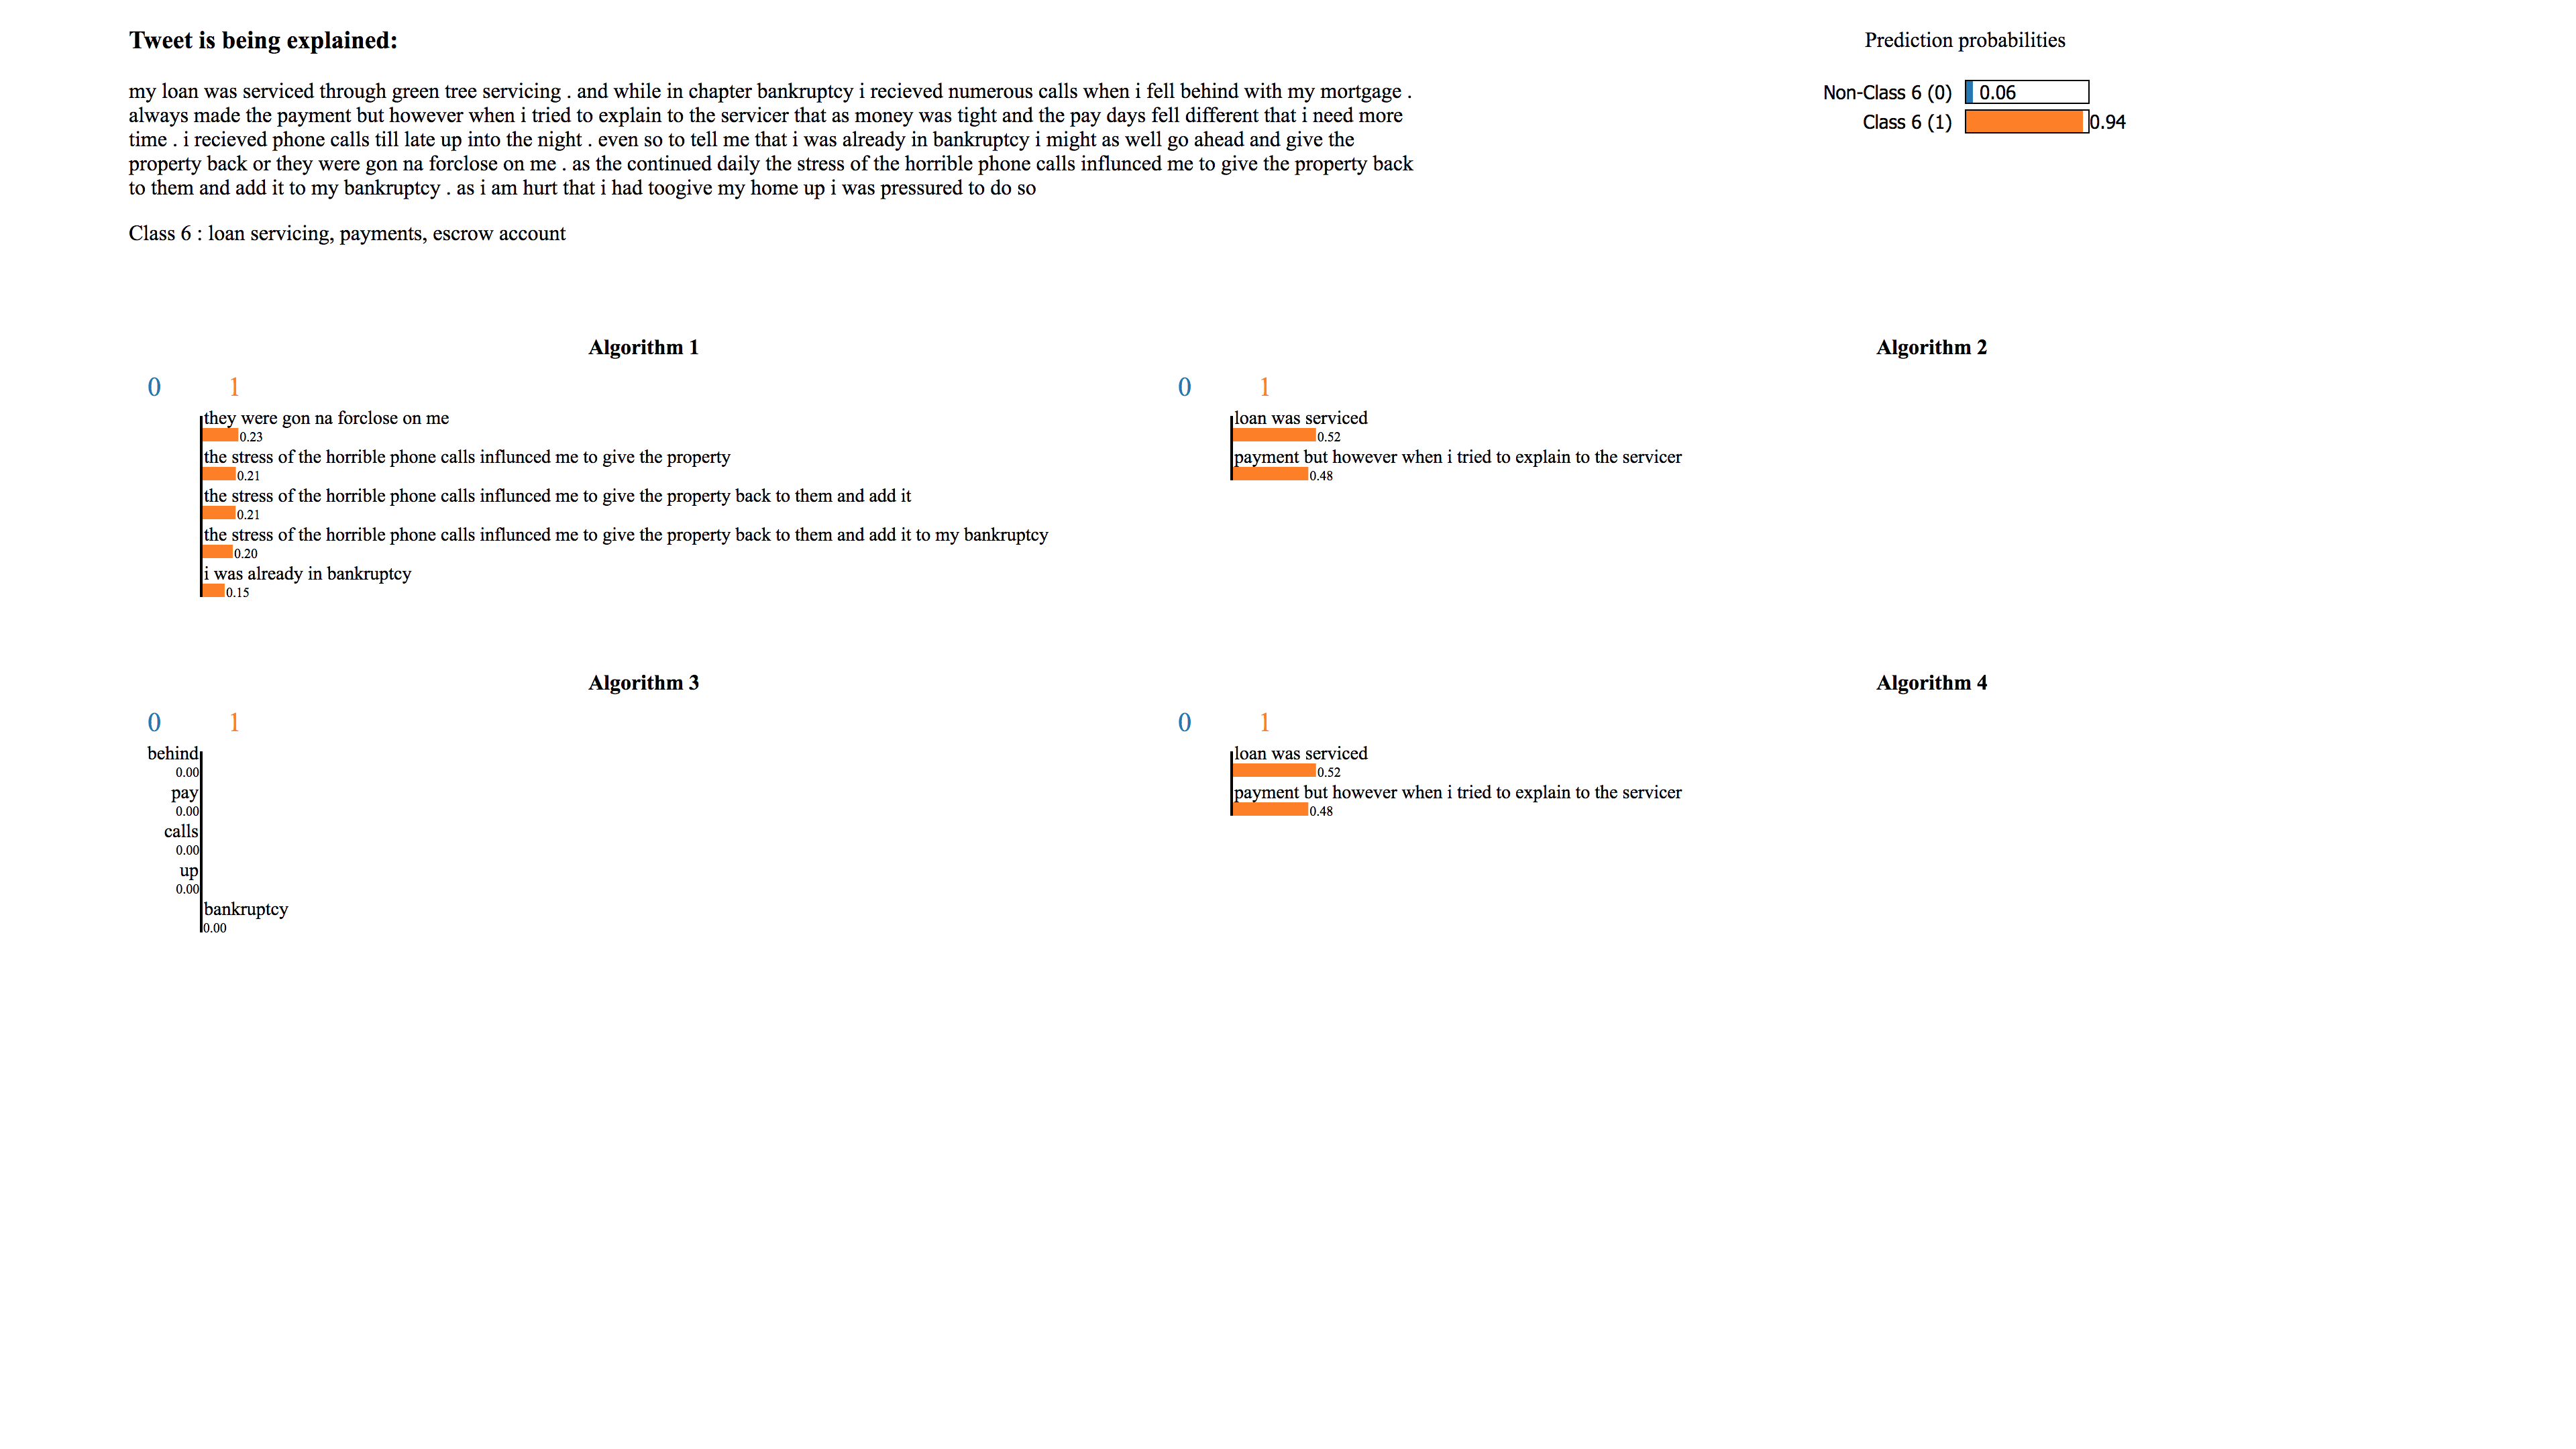 Tweet is being explained:
my loan was serviced through green tree servicing . and while in chapter bankruptcy i recieved numerous calls when i fell behind with my mortgage .
always made the payment but however when i tried to explain to the servicer that as money was tight and the pay days fell different that i need more
time . i recieved phone calls till late up into the night . even so to tell me that i was already in bankruptcy i might as well go ahead and give the
property back or they were gon na forclose on me . as the continued daily the stress of the horrible phone calls influnced me to give the property back
to them and add it to my bankruptcy . as i am hurt that i had toogive my home up i was pressured to do so
Class 6 : loan servicing, payments, escrow account
Prediction probabilities
Non-Class 6 (0) 0.06
Class 6 (1) 0.94
Algorithm 1
0 1
they were gon na forclose on me
0.23
the stress of the horrible phone calls influnced me to give the property
0.21
the stress of the horrible phone calls influnced me to give the property back to them and add it
0.21
the stress of the horrible phone calls influnced me to give the property back to them and add it to my bankruptcy
0.20
i was already in bankruptcy
0.15
Algorithm 2
0 1
loan was serviced
0.52
payment but however when i tried to explain to the servicer
0.48
Algorithm 3
0 1
behind
0.00
pay
0.00
calls
0.00
up
0.00
bankruptcy
0.00
Algorithm 4
0 1
loan was serviced
0.52
payment but however when i tried to explain to the servicer
0.48